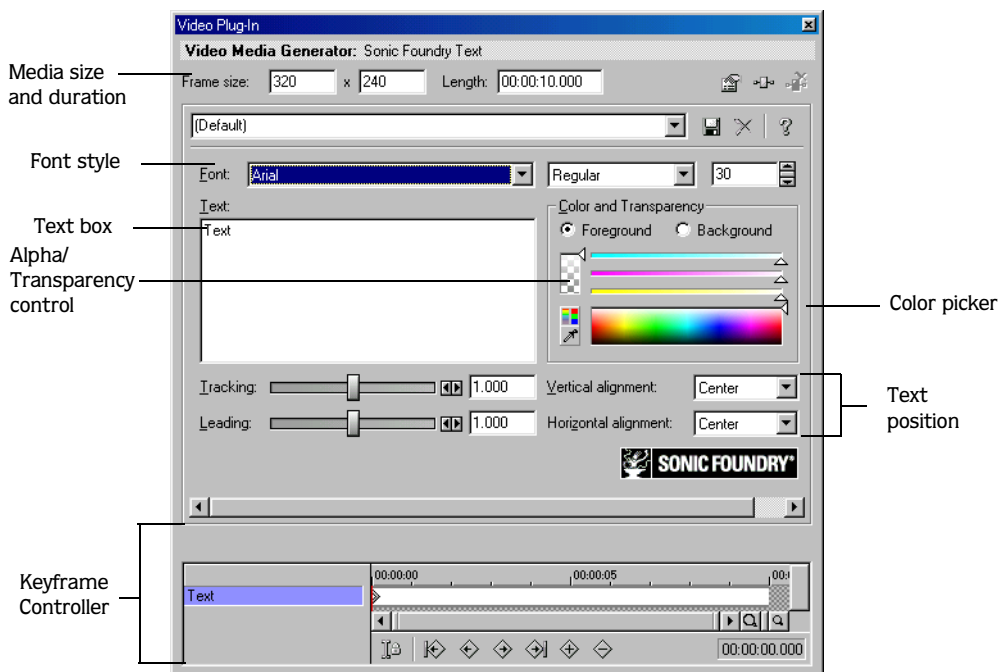 Video Plug-In
Video Media Generator: Sonic Foundry Text
Media size and duration
Frame size: 320 x 240 Length: 00:00:10.000
(Default)
Font style
Font: Arial Regular 30
Text: Color and Transparency
Text box
Text
Foreground Background
Alpha/
Transparency
control
Color picker
Tracking: 1.000 Vertical alignment: Center
Leading: 1.000 Horizontal alignment: Center
Text
position
SONIC FOUNDRY
Keyframe
Controller
00:00:00 00:00:05 00:
Text
00:00:00.000